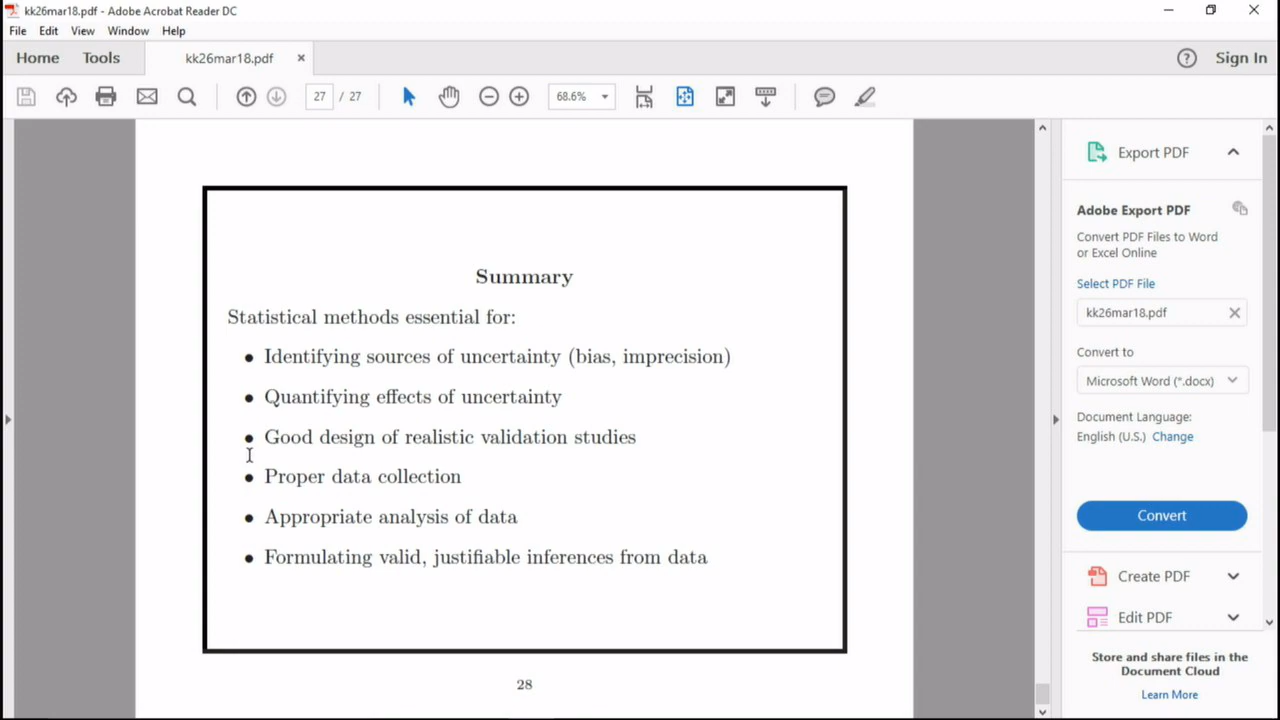 kk26mar18.pdf - Adobe Acrobat Reader DC
File Edit View Window Help
Home Tools kk26mar18.pdf × Sign In
27 / 27 68.6%
Summary
Statistical methods essential for:
• Identifying sources of uncertainty (bias, imprecision)
• Quantifying effects of uncertainty
• Good design of realistic validation studies
• Proper data collection
• Appropriate analysis of data
• Formulating valid, justifiable inferences from data
28
Export PDF
Adobe Export PDF
Convert PDF Files to Word
or Excel Online
Select PDF File
kk26mar18.pdf
Convert to
Microsoft Word (*.docx)
Document Language:
English (U.S.) Change
Convert
Create PDF
Edit PDF
Store and share files in the
Document Cloud
Learn More